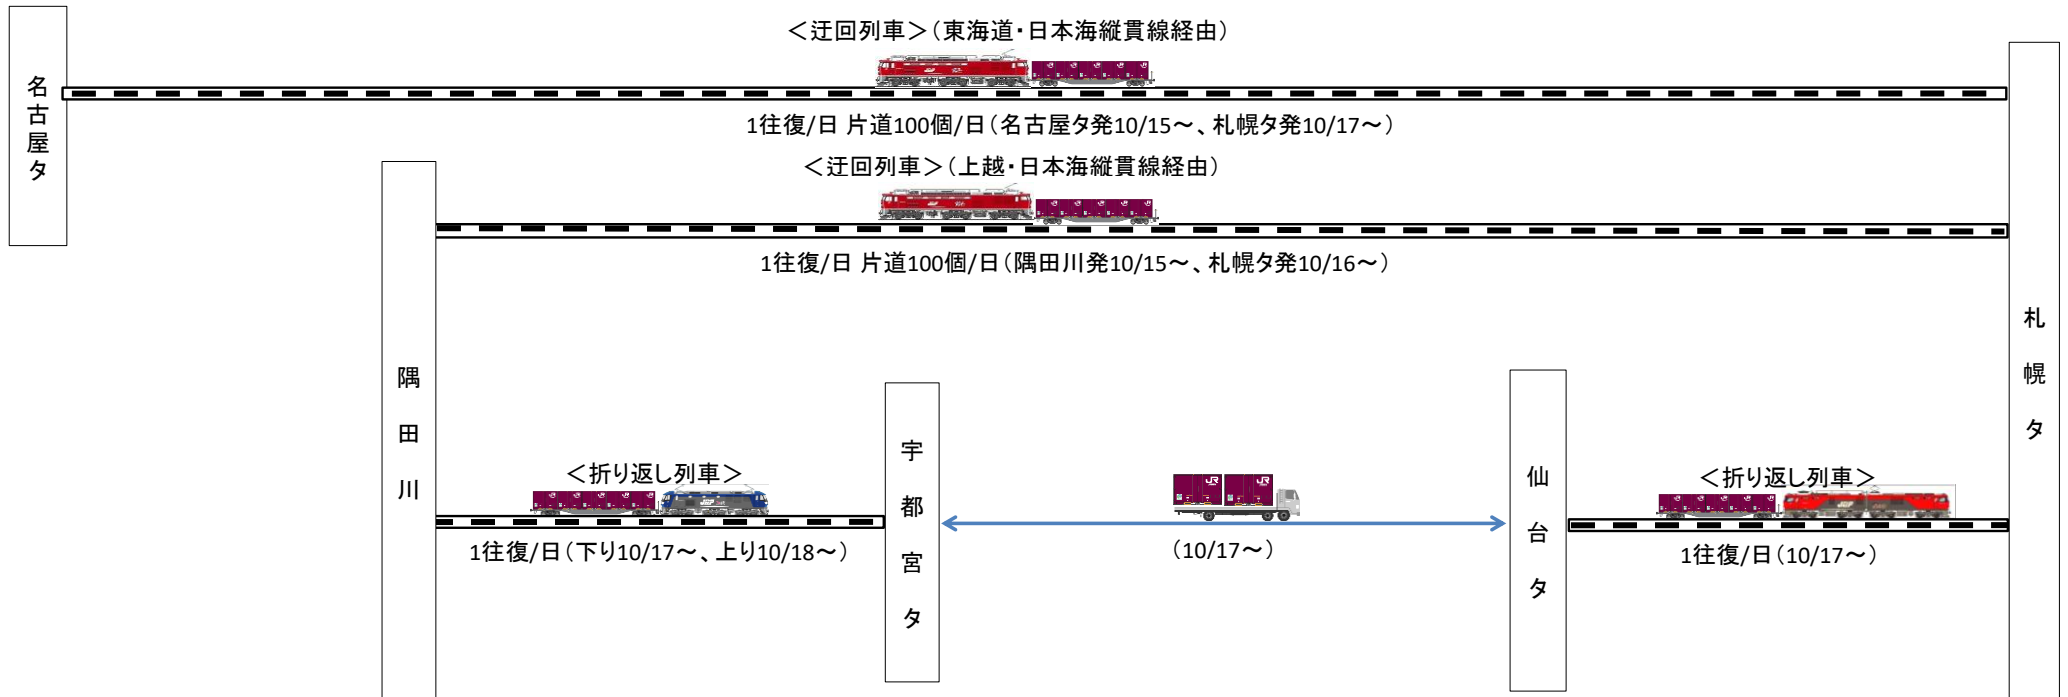 名古屋タ
＜迂回列車＞（東海道・日本海縦貫線経由）
1往復/日 片道100個/日（名古屋タ発10/15～、札幌タ発10/17～）
＜迂回列車＞（上越・日本海縦貫線経由）
1往復/日 片道100個/日（隅田川発10/15～、札幌タ発10/16～）
隅田川
＜折り返し列車＞
1往復/日（下り10/17～、上り10/18～）
宇都宮タ
JR JR
（10/17～）
仙台タ
＜折り返し列車＞
1往復/日（10/17～）
札幌タ